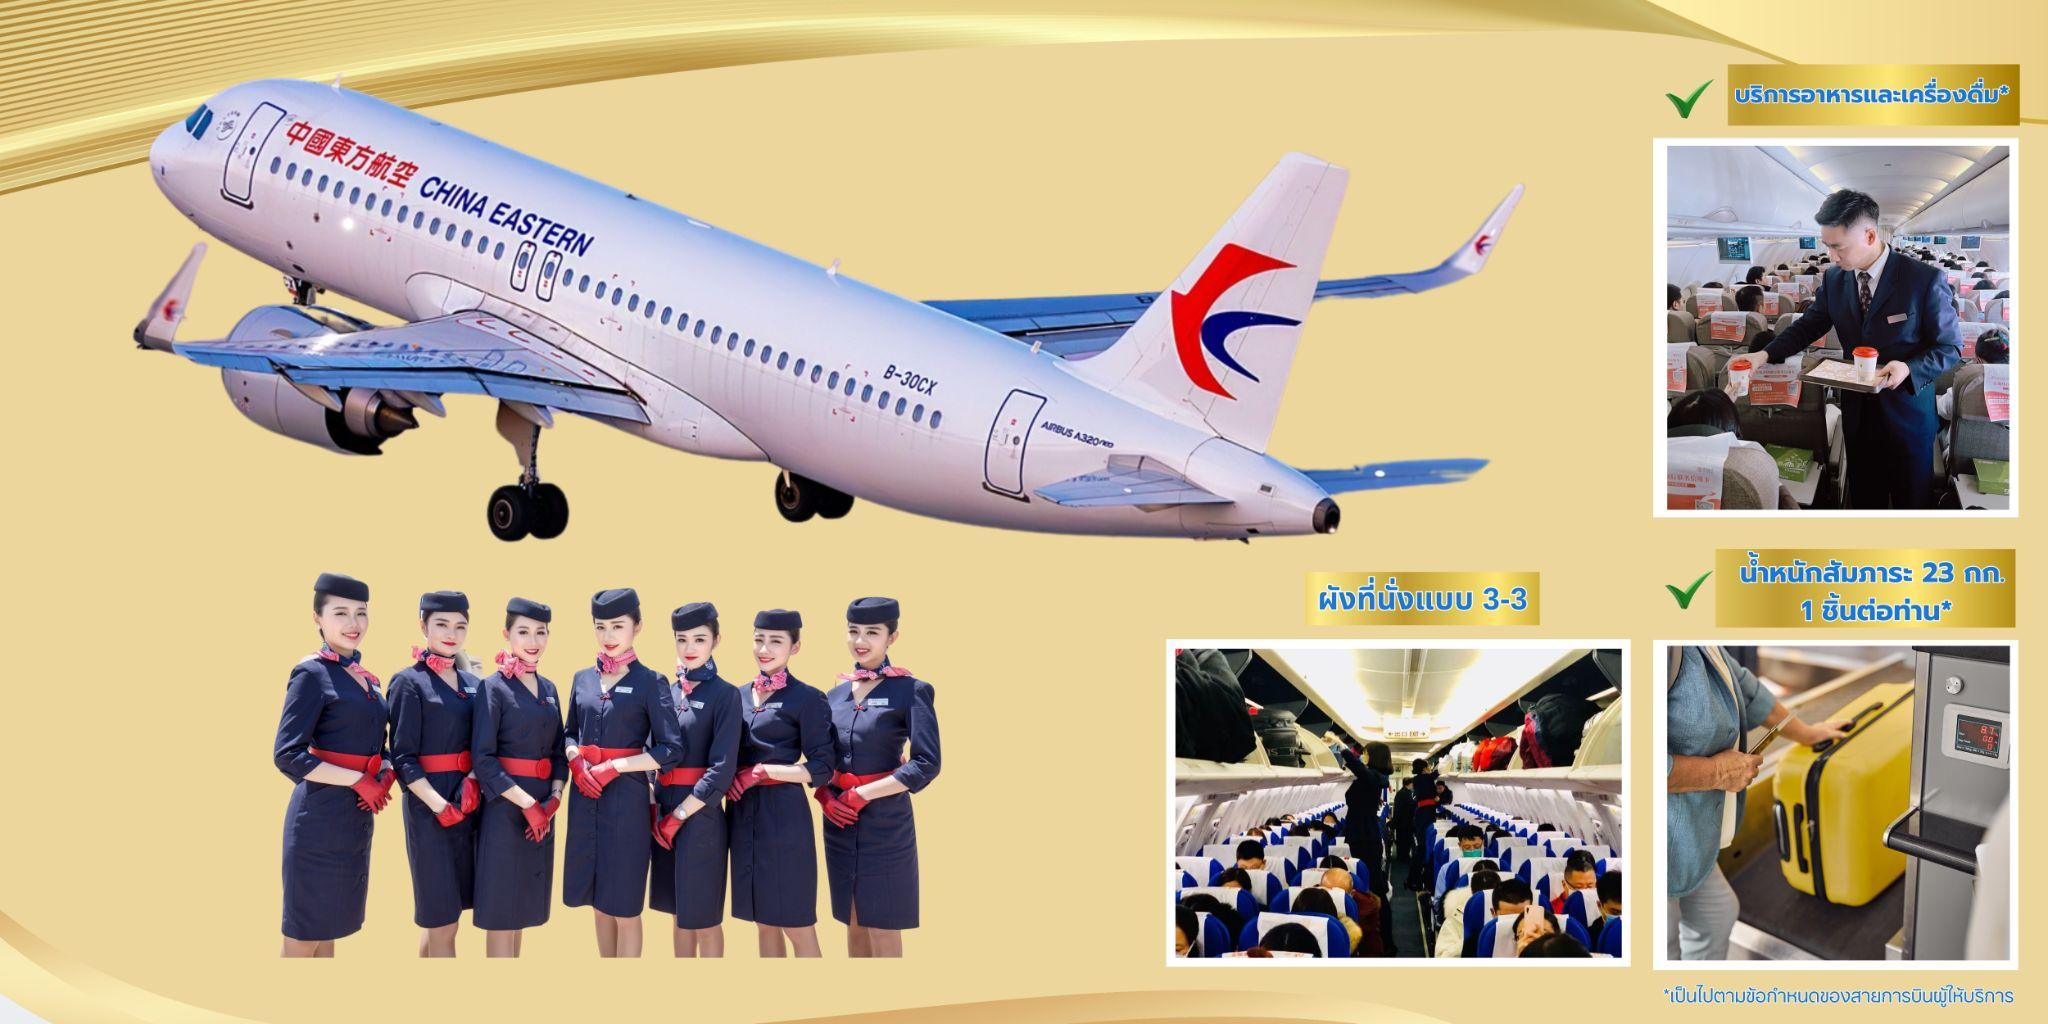 中國東方航空 CHINA EASTERN
B-30CX
AIRBUS A320neo
บริการอาหารและเครื่องดื่ม*
ผังที่นั่งแบบ 3-3
出口 EXIT
น้ำหนักสัมภาระ 23 กก.
1 ชิ้นต่อท่าน*
*เป็นไปตามข้อกำหนดของสายการบินผู้ให้บริการ